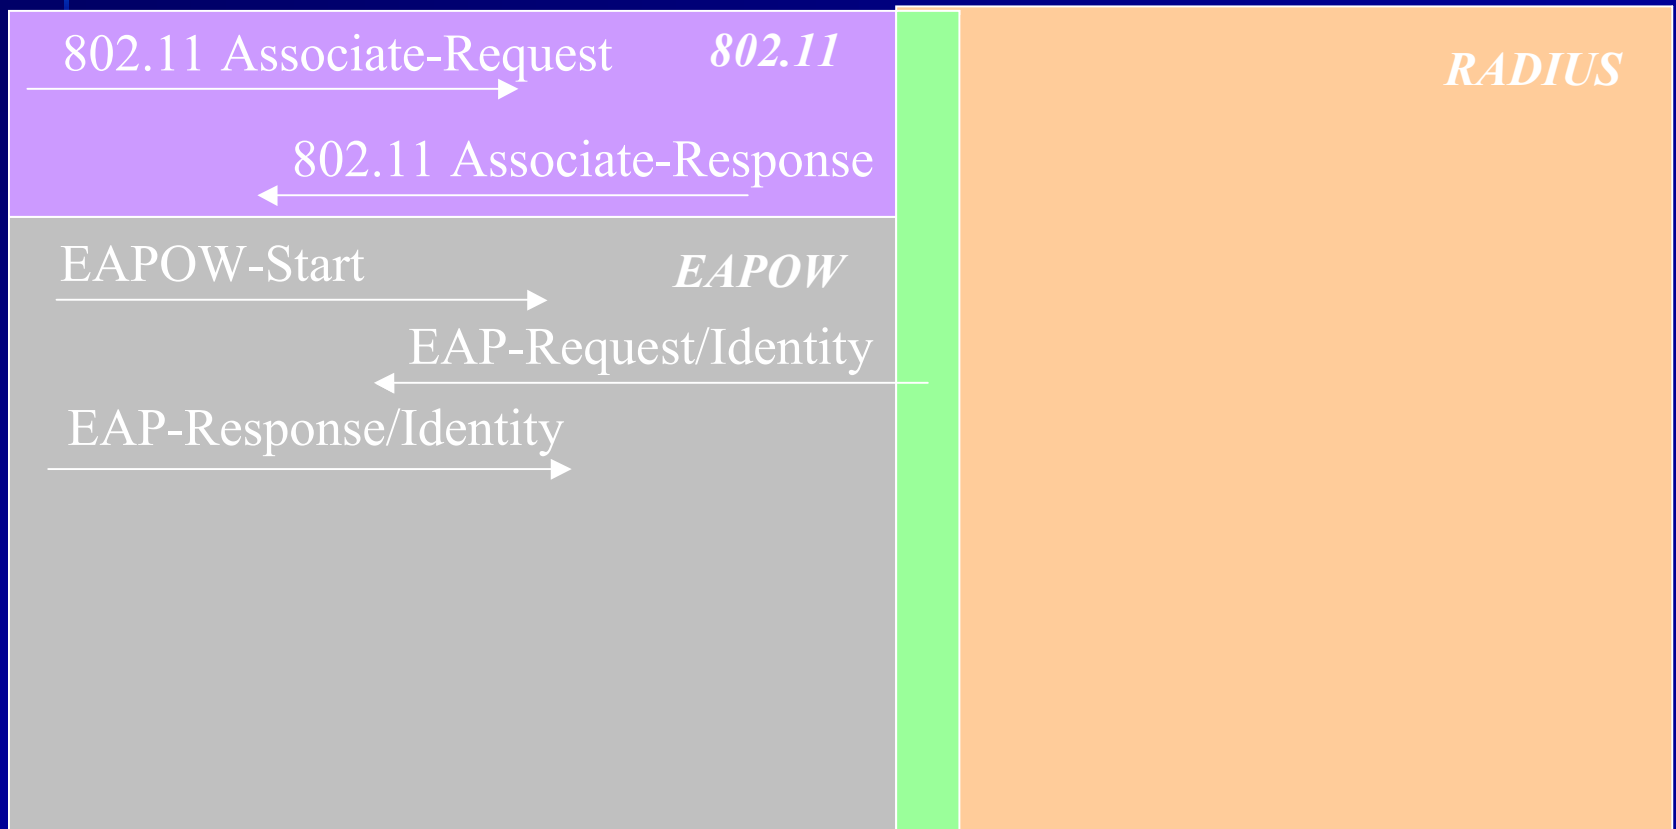 802.11 Associate-Request
802.11
RADIUS
802.11 Associate-Response
EAPOW-Start
EAPOW
EAP-Request/Identity
EAP-Response/Identity